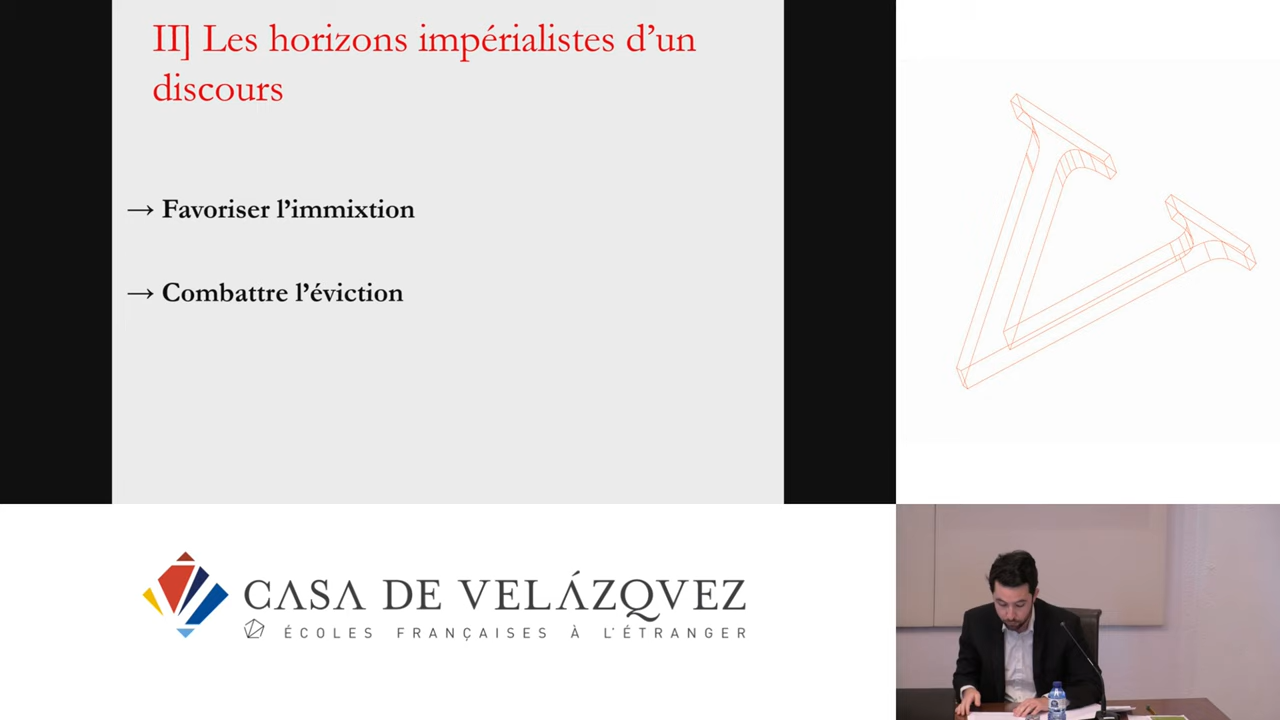 II] Les horizons impérialistes d’un
discours
→ Favoriser l’immixtion
→ Combattre l’éviction
CASA DE VELÁZQVEZ
ÉCOLES FRANÇAISES À L’ÉTRANGER